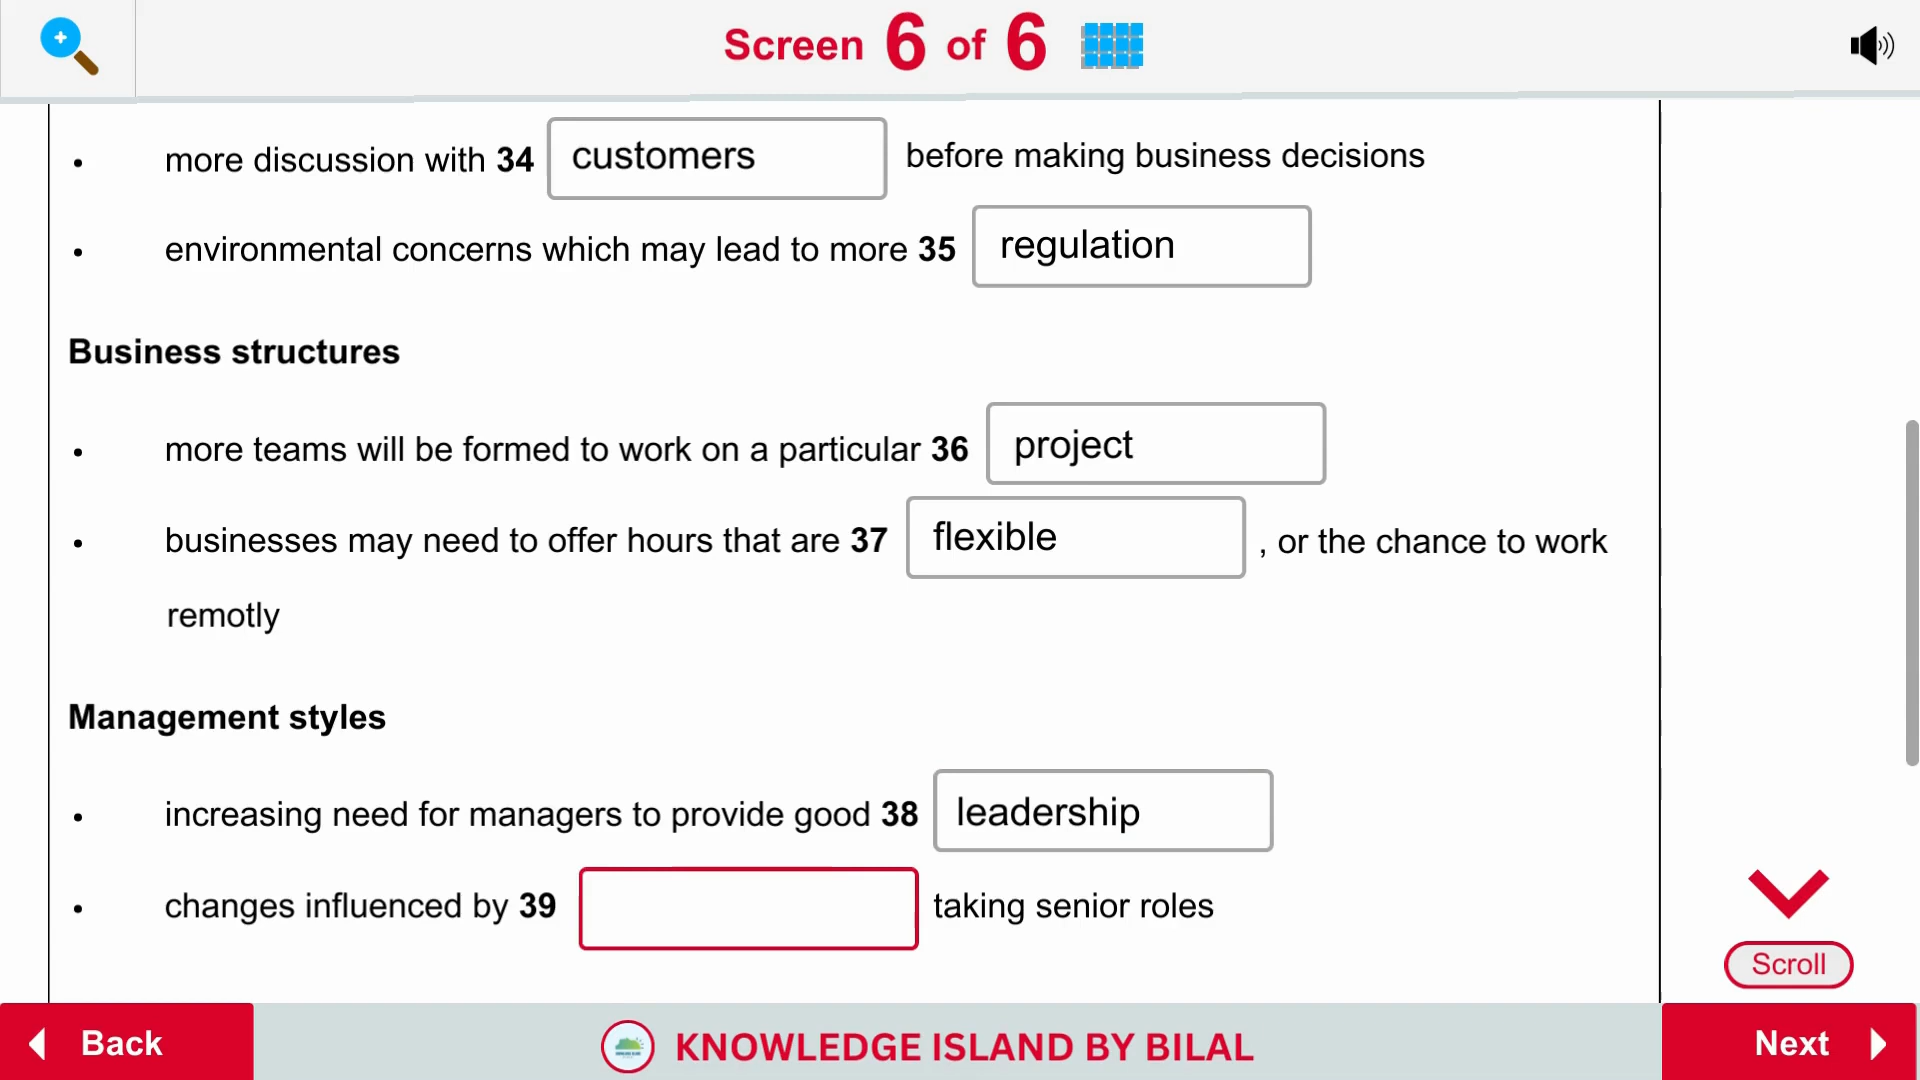 Screen 6 of 6
• more discussion with 34 customers before making business decisions
• environmental concerns which may lead to more 35 regulation
Business structures
• more teams will be formed to work on a particular 36 project
• businesses may need to offer hours that are 37 flexible , or the chance to work
remotly
Management styles
• increasing need for managers to provide good 38 leadership
• changes influenced by 39 taking senior roles
Scroll
Back
KNOWLEDGE ISLAND BY BILAL
Next